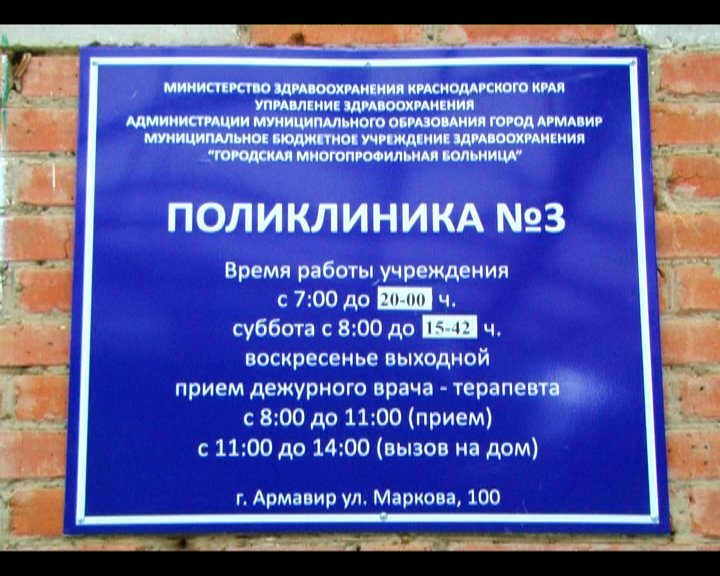 МИНИСТЕРСТВО ЗДРАВООХРАНЕНИЯ КРАСНОДАРСКОГО КРАЯ
УПРАВЛЕНИЕ ЗДРАВООХРАНЕНИЯ
АДМИНИСТРАЦИИ МУНИЦИПАЛЬНОГО ОБРАЗОВАНИЯ ГОРОД АРМАВИР
МУНИЦИПАЛЬНОЕ БЮДЖЕТНОЕ УЧРЕЖДЕНИЕ ЗДРАВООХРАНЕНИЯ
"ГОРОДСКАЯ МНОГОПРОФИЛЬНАЯ БОЛЬНИЦА"
ПОЛИКЛИНИКА №3
Время работы учреждения
с 7:00 до 20-00 ч.
суббота с 8:00 до 15-42 ч.
воскресенье выходной
прием дежурного врача - терапевта
с 8:00 до 11:00 (прием)
с 11:00 до 14:00 (вызов на дом)
г. Армавир ул. Маркова, 100